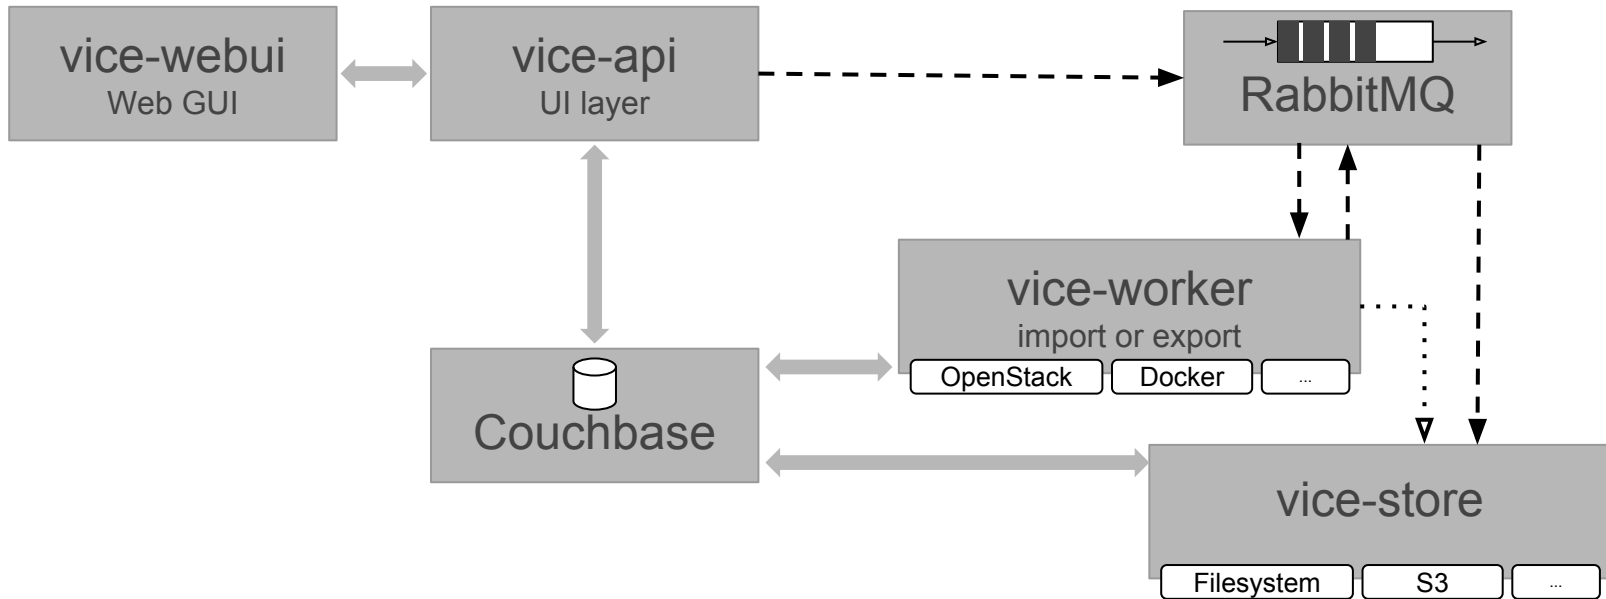 vice-webui
Web GUI
vice-api
UI layer
RabbitMQ
vice-worker
import or export
OpenStack
Docker
...
Couchbase
vice-store
Filesystem
S3
...